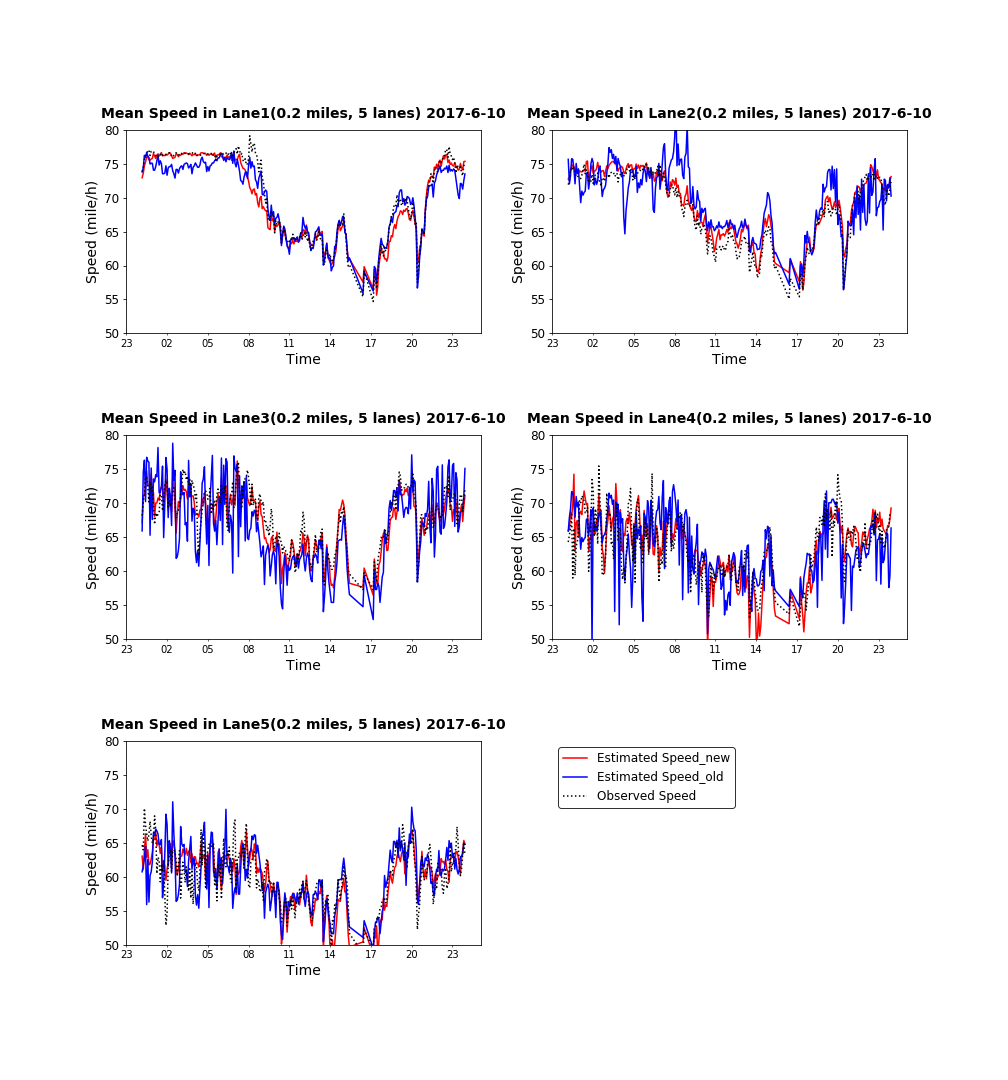 Mean Speed in Lane1(0.2 miles, 5 lanes) 2017-6-10
80
75
70
65
60
55
50
Speed (mile/h)
23 02 05 08 11 14 17 20 23
Time
Mean Speed in Lane2(0.2 miles, 5 lanes) 2017-6-10
80
75
70
65
60
55
50
Speed (mile/h)
23 02 05 08 11 14 17 20 23
Time
Mean Speed in Lane3(0.2 miles, 5 lanes) 2017-6-10
80
75
70
65
60
55
50
Speed (mile/h)
23 02 05 08 11 14 17 20 23
Time
Mean Speed in Lane4(0.2 miles, 5 lanes) 2017-6-10
80
75
70
65
60
55
50
Speed (mile/h)
23 02 05 08 11 14 17 20 23
Time
Mean Speed in Lane5(0.2 miles, 5 lanes) 2017-6-10
80
75
70
65
60
55
50
Speed (mile/h)
23 02 05 08 11 14 17 20 23
Time
Estimated Speed_new
Estimated Speed_old
Observed Speed